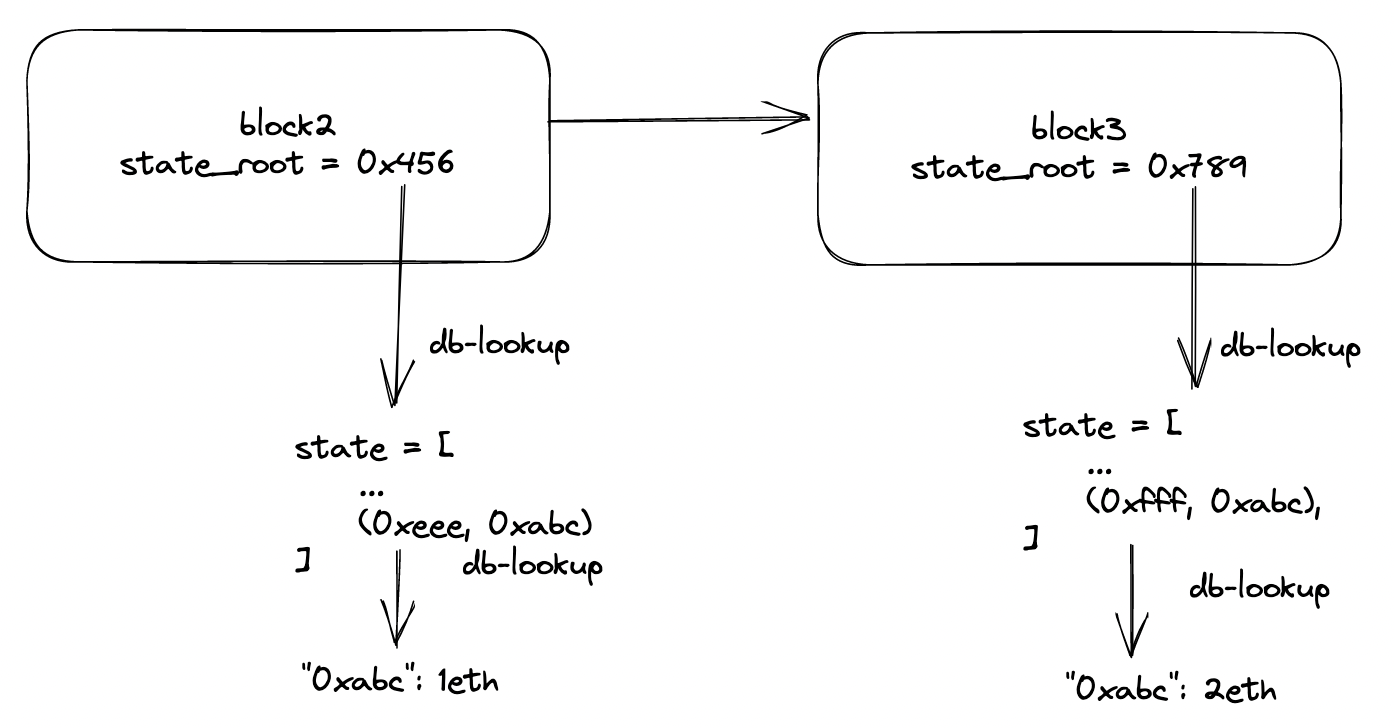 block2
state_root = 0x456
block3
state_root = 0x789
db-lookup
db-lookup
state = [
...
(0xeee, 0xabc)
]
db-lookup
"0xabc": 1eth
state = [
...
(0xfff, 0xabc),
]
db-lookup
"0xabc": 2eth